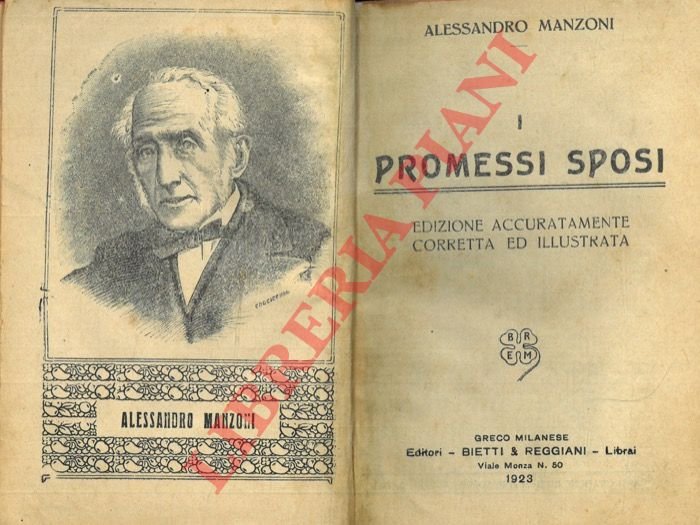 ALESSANDRO MANZONI
ALESSANDRO MANZONI
I
PROMESSI SPOSI
EDIZIONE ACCURATAMENTE
CORRETTA ED ILLUSTRATA
B R
E M
GRECO MILANESE
Editori - BIETTI & REGGIANI - Librai
Viale Monza N. 50
1923
LIBRERIA PIANI